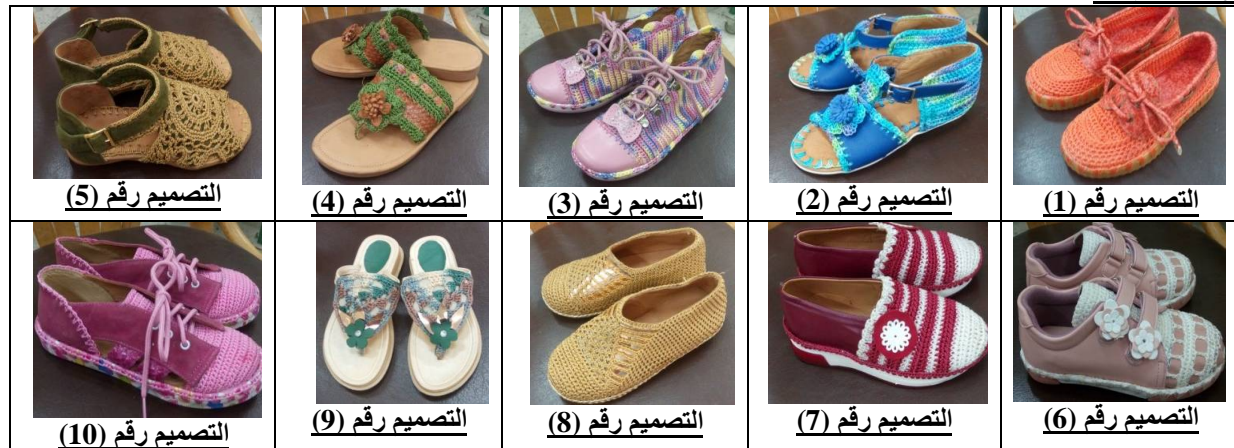 التصميم رقم (1)
التصميم رقم (2)
التصميم رقم (3)
التصميم رقم (4)
التصميم رقم (5)
التصميم رقم (6)
التصميم رقم (7)
التصميم رقم (8)
التصميم رقم (9)
التصميم رقم (10)